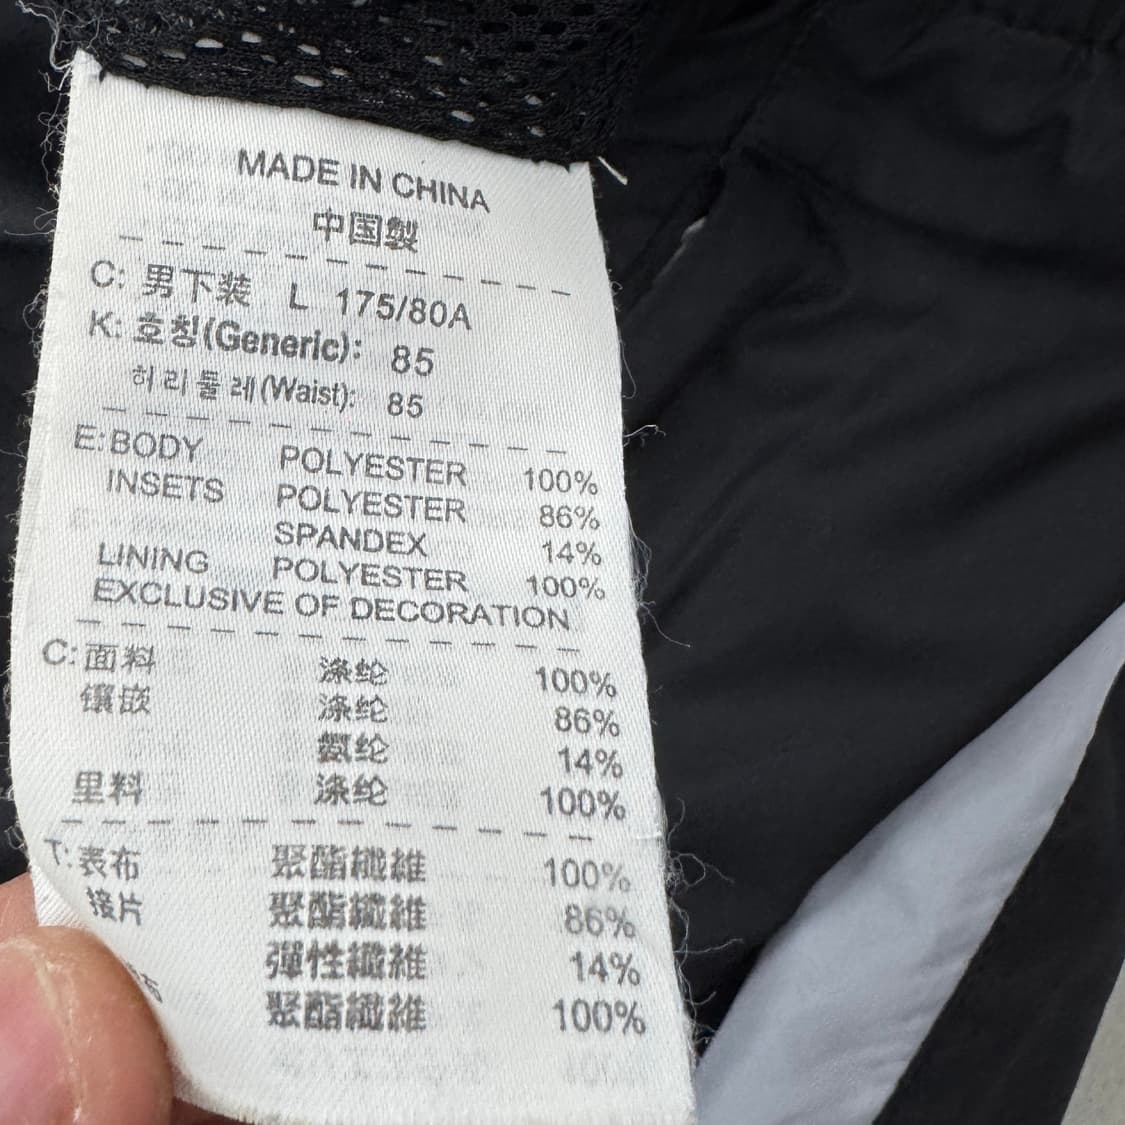 MADE IN CHINA
中国製
C: 男下装 L 175/80A
K: 호칭(Generic): 85
허리둘레(Waist): 85
E: BODY POLYESTER 100%
INSETS POLYESTER 86%
SPANDEX 14%
LINING POLYESTER 100%
EXCLUSIVE OF DECORATION
C: 面料 涤纶 100%
镶嵌 涤纶 86%
氨纶 14%
里料 涤纶 100%
T: 表布 聚酯纖維 100%
接片 聚酯纖維 86%
彈性纖維 14%
聚酯纖維 100%